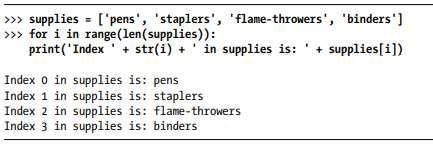 >>> supplies = ['pens', 'staplers', 'flame-throwers', 'binders']
>>> for i in range(len(supplies)):
    print('Index ' + str(i) + ' in supplies is: ' + supplies[i])

Index 0 in supplies is: pens
Index 1 in supplies is: staplers
Index 2 in supplies is: flame-throwers
Index 3 in supplies is: binders